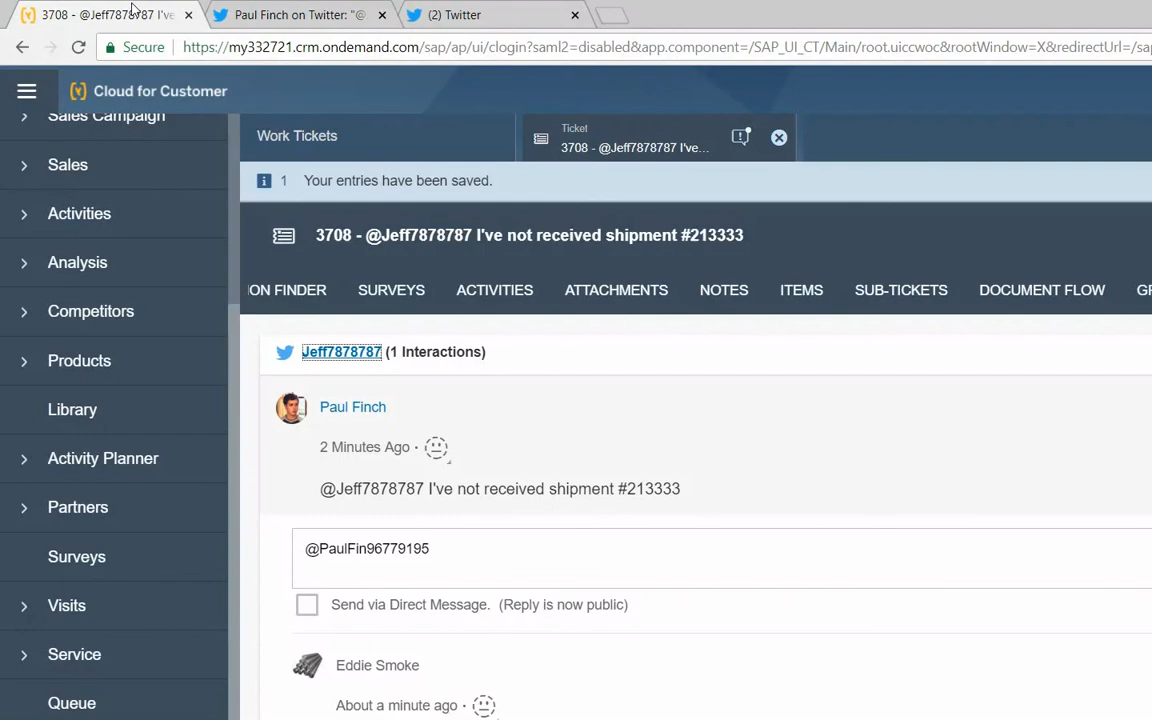 3708 - @Jeff7878787 I've
Paul Finch on Twitter: "@
(2) Twitter
Secure
https://my332721.crm.ondemand.com/sap/ap/ui/clogin?saml2=disabled&app.component=/SAP_UI_CT/Main/root.uiccwoc&rootWindow=X&redirectUrl=/sa
Cloud for Customer
Sales Campaign
Sales
Activities
Analysis
Competitors
Products
Library
Activity Planner
Partners
Surveys
Visits
Service
Queue
Work Tickets
Ticket
3708 - @Jeff7878787 I've...
1 Your entries have been saved.
3708 - @Jeff7878787 I've not received shipment #213333
ON FINDER SURVEYS ACTIVITIES ATTACHMENTS NOTES ITEMS SUB-TICKETS DOCUMENT FLOW
Jeff7878787 (1 Interactions)
Paul Finch
2 Minutes Ago ·
@Jeff7878787 I've not received shipment #213333
@PaulFin96779195
Send via Direct Message. (Reply is now public)
Eddie Smoke
About a minute ago ·